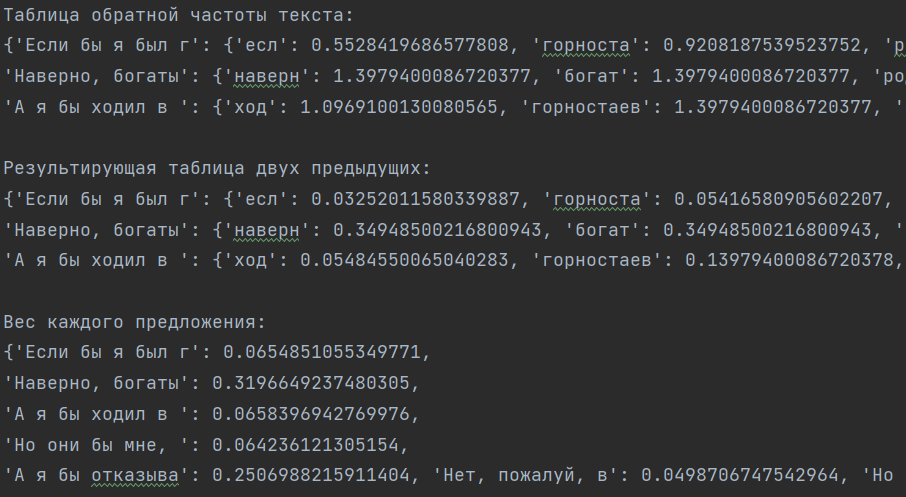 Таблица обратной частоты текста:
{'Если бы я был г': {'есл': 0.5528419686577808, 'горноста': 0.9208187539523752, 'р
'Наверно, богаты': {'наверн': 1.3979400086720377, 'богат': 1.3979400086720377, 'род
'А я бы ходил в ': {'ход': 1.0969100130080565, 'горностаев': 1.3979400086720377, '
Результирующая таблица двух предыдущих:
{'Если бы я был г': {'есл': 0.03252011580339887, 'горноста': 0.05416580905602207,
'Наверно, богаты': {'наверн': 0.34948500216800943, 'богат': 0.34948500216800943, '
'А я бы ходил в ': {'ход': 0.05484550065040283, 'горностаев': 0.13979400086720378,
Вес каждого предложения:
{'Если бы я был г': 0.0654851055349771,
'Наверно, богаты': 0.3196649237480305,
'А я бы ходил в ': 0.0658396942769976,
'Но они бы мне, ': 0.064236121305154,
'А я бы отказыва': 0.2506988215911404, 'Нет, пожалуй, в': 0.0498706747542964, 'Но